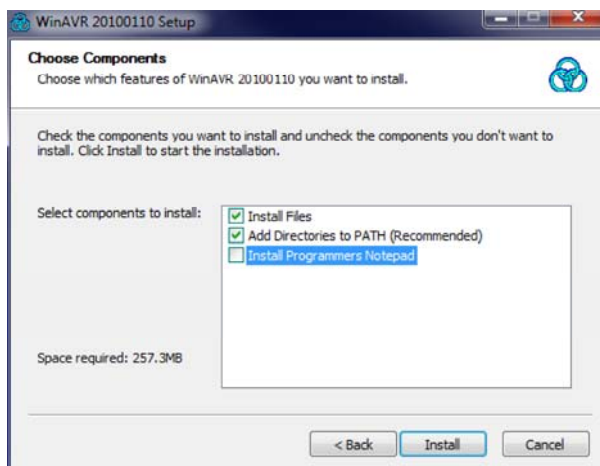 WinAVR 20100110 Setup
Choose Components
Choose which features of WinAVR 20100110 you want to install.
Check the components you want to install and uncheck the components you don't want to
install. Click Install to start the installation.
Select components to install:
Install Files
Add Directories to PATH (Recommended)
Install Programmers Notepad
Space required: 257.3MB
< Back
Install
Cancel